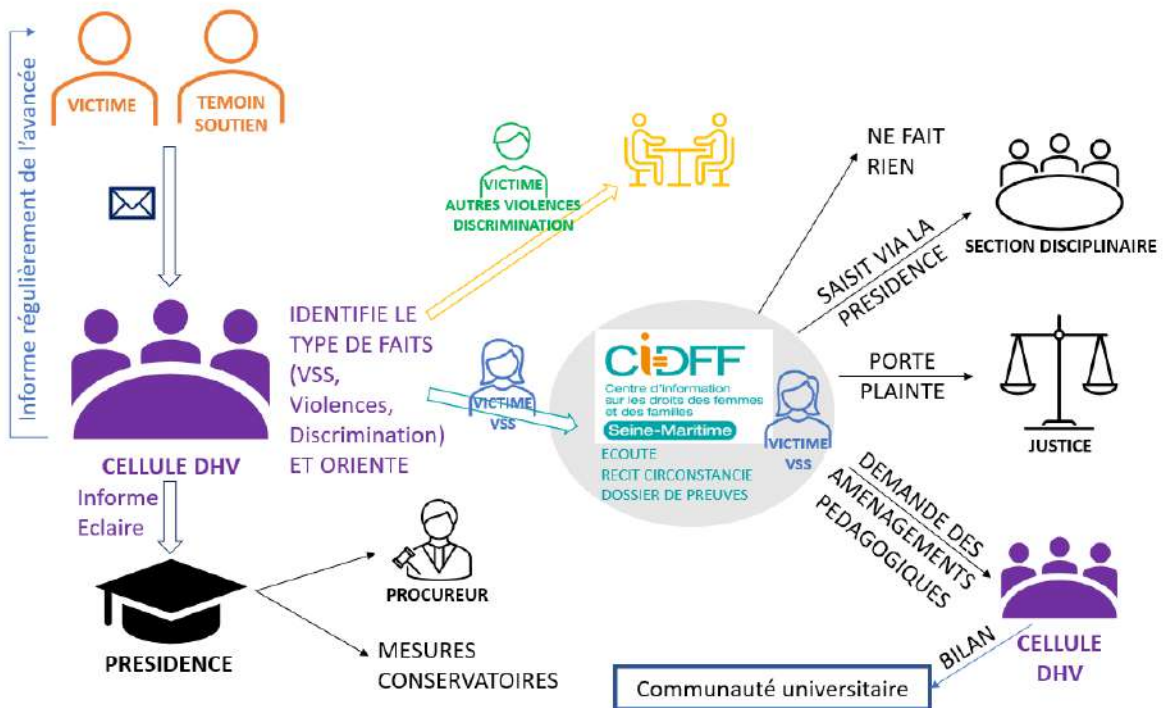 Informe régulièrement de l'avancée
VICTIME
TEMOIN
SOUTIEN
VICTIME
AUTRES VIOLENCES
DISCRIMINATION
IDENTIFIE LE
TYPE DE FAITS
(VSS,
Violences,
Discrimination)
ET ORIENTE
CELLULE DHV
Informe
Eclaire
PRESIDENCE
PROCUREUR
MESURES
CONSERVATOIRES
VICTIME
VSS
CiDFF
Centre d'information
sur les droits des femmes
et des familles
Seine-Maritime
ECOUTE
RECIT CIRCONSTANCIE
DOSSIER DE PREUVES
VICTIME
VSS
NE FAIT
RIEN
SAISIT VIA LA
PRESIDENCE
SECTION DISCIPLINAIRE
PORTE
PLAINTE
JUSTICE
DEMANDE DES
AMENAGEMENTS
PEDAGOGIQUES
CELLULE
DHV
BILAN
Communauté universitaire